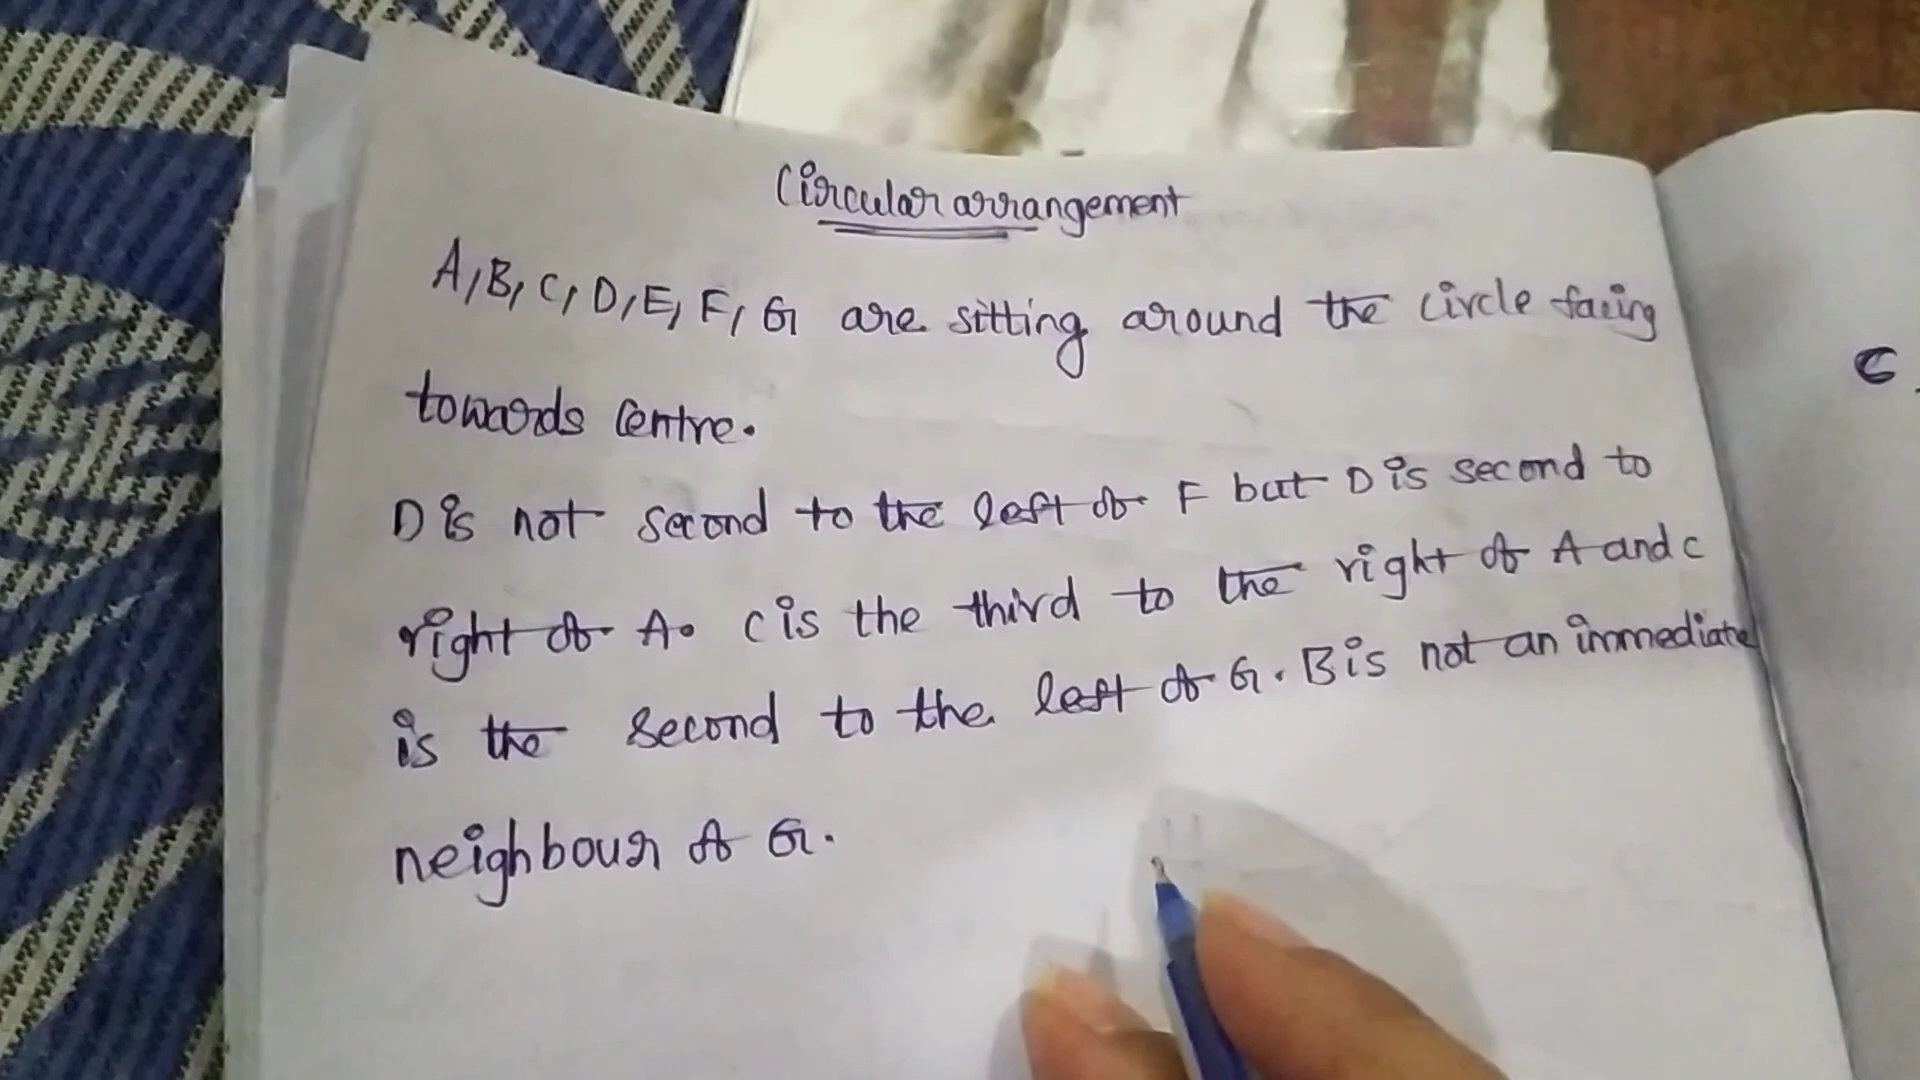 Circular arrangement
A, B, C, D, E, F, G are sitting around the circle facing
towards centre.
D is not second to the left of F but D is second to
right of A. C is the third to the right of A and C
is the second to the left of G. B is not an immediate
neighbour of G.
C